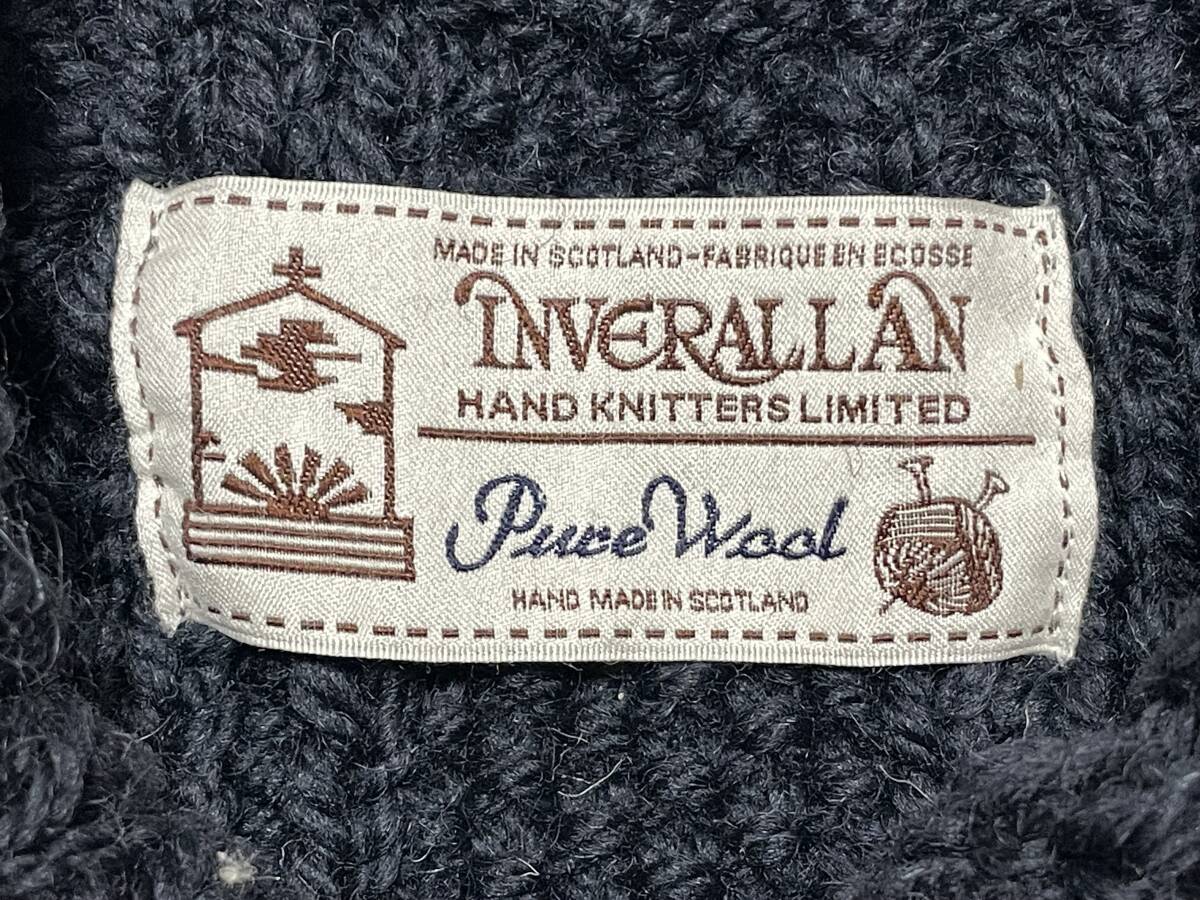 MADE IN SCOTLAND-FABRIQUE EN ECOSSE
INVERALLAN
HAND KNITTERS LIMITED
Pure Wool
HAND MADE IN SCOTLAND